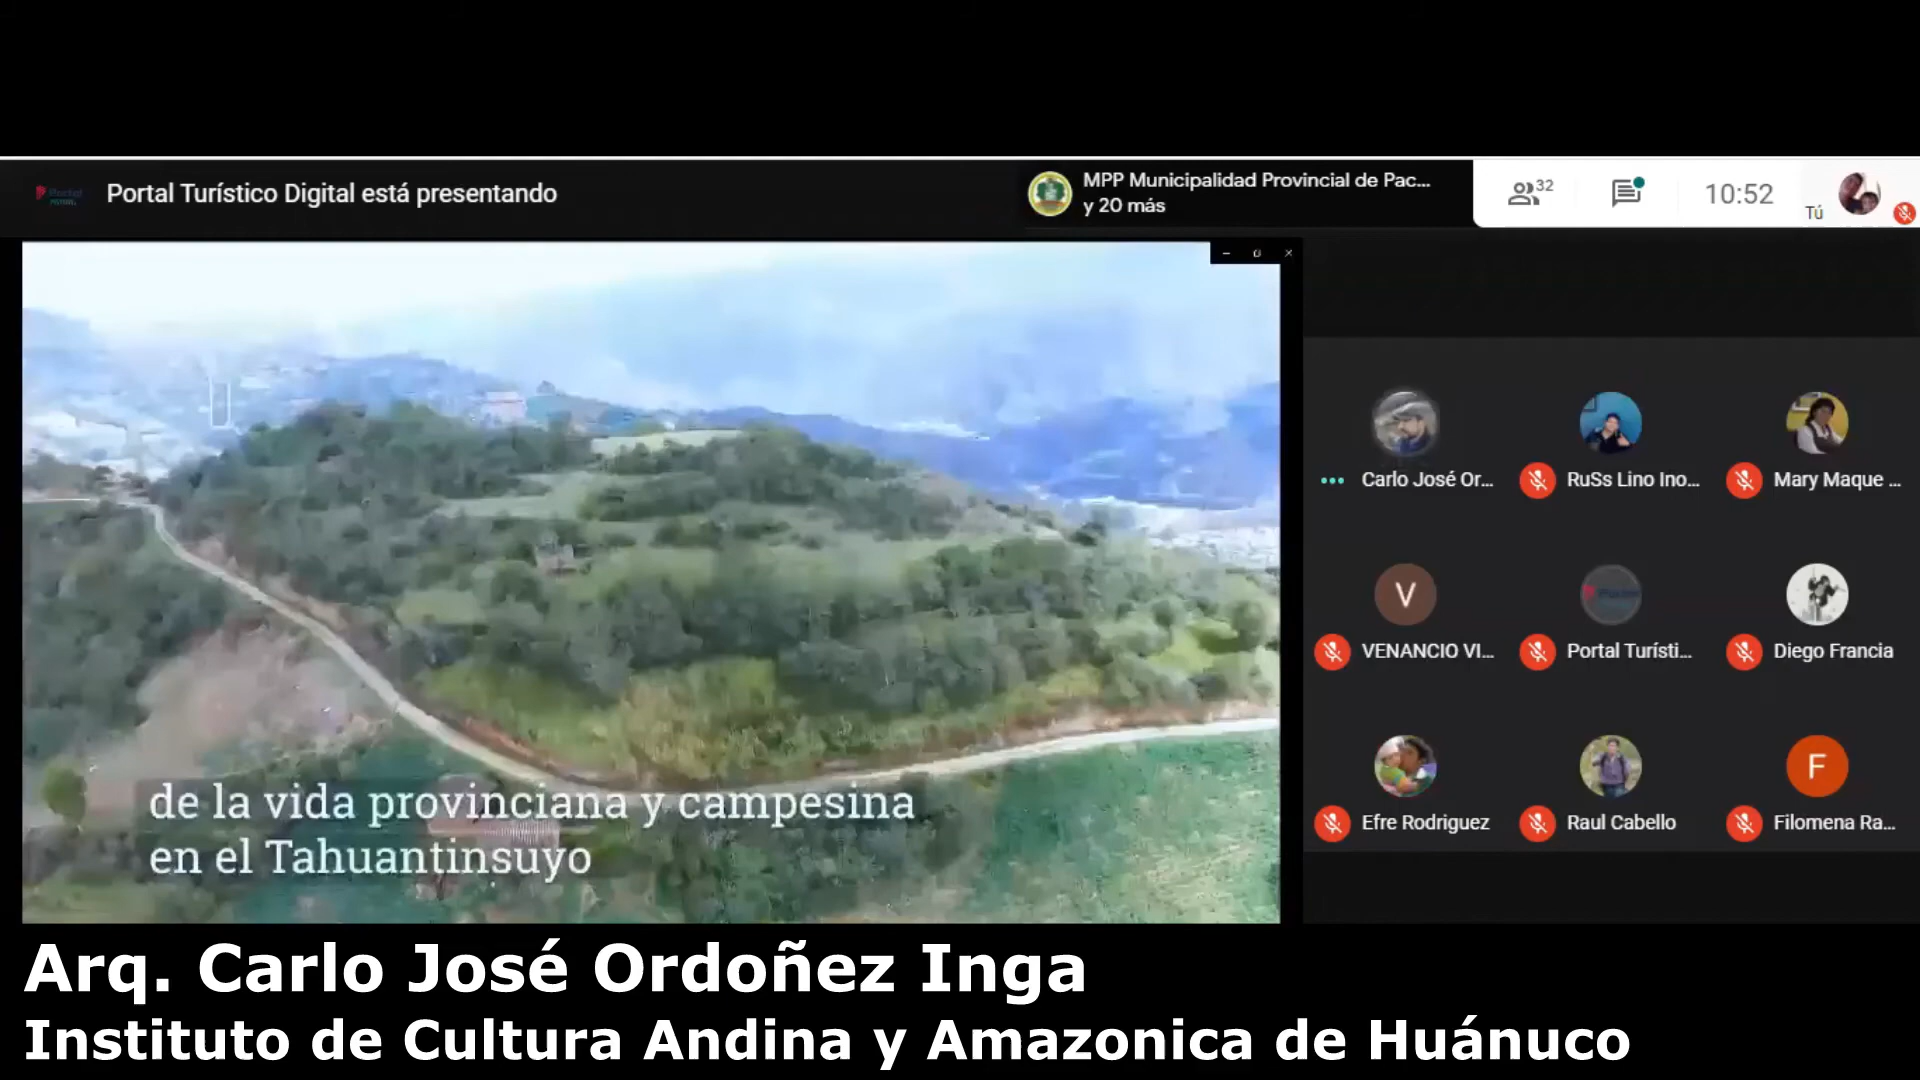 Portal Turístico Digital está presentando
MPP Municipalidad Provincial de Pac...
y 20 más
32
10:52
Tú
Carlo José Or...
RuSs Lino Ino...
Mary Maque ...
V
VENANCIO VI...
Portal Turísti...
Diego Francia
Efre Rodriguez
Raul Cabello
F
Filomena Ra...
de la vida provinciana y campesina
en el Tahuantinsuyo
Arq. Carlo José Ordoñez Inga
Instituto de Cultura Andina y Amazonica de Huánuco